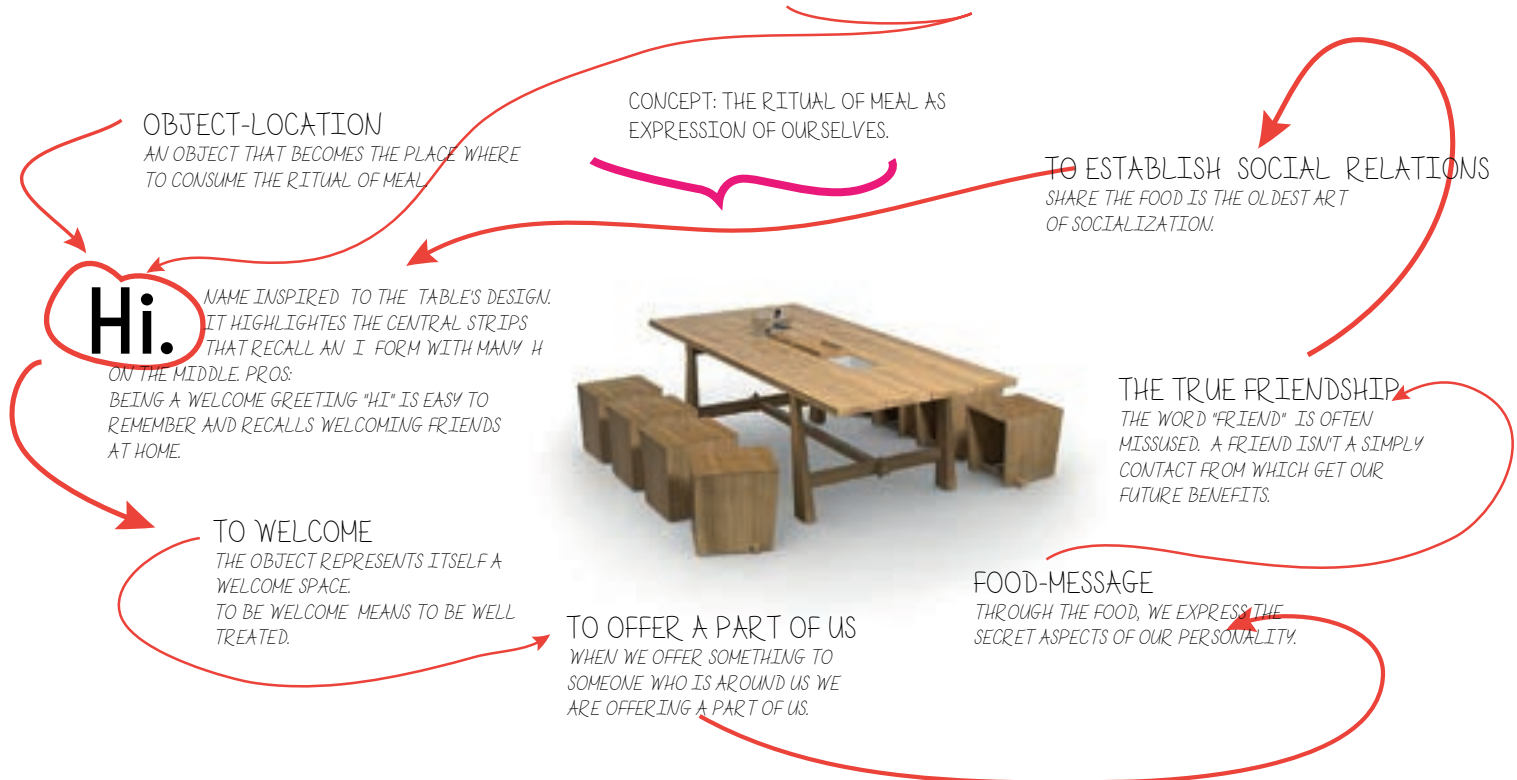 CONCEPT: THE RITUAL OF MEAL AS
EXPRESSION OF OURSELVES.
OBJECT-LOCATION
AN OBJECT THAT BECOMES THE PLACE WHERE
TO CONSUME THE RITUAL OF MEAL.
Hi.
NAME INSPIRED TO THE TABLE'S DESIGN.
IT HIGHLIGHTES THE CENTRAL STRIPS
THAT RECALL AN I FORM WITH MANY H
ON THE MIDDLE. PROS:
BEING A WELCOME GREETING "HI" IS EASY TO
REMEMBER AND RECALLS WELCOMING FRIENDS
AT HOME.
TO WELCOME
THE OBJECT REPRESENTS ITSELF A
WELCOME SPACE.
TO BE WELCOME MEANS TO BE WELL
TREATED.
TO OFFER A PART OF US
WHEN WE OFFER SOMETHING TO
SOMEONE WHO IS AROUND US WE
ARE OFFERING A PART OF US.
FOOD-MESSAGE
THROUGH THE FOOD, WE EXPRESS THE
SECRET ASPECTS OF OUR PERSONALITY.
THE TRUE FRIENDSHIP
THE WORD "FRIEND" IS OFTEN
MISSUSED. A FRIEND ISN'T A SIMPLY
CONTACT FROM WHICH GET OUR
FUTURE BENEFITS.
TO ESTABLISH SOCIAL RELATIONS
SHARE THE FOOD IS THE OLDEST ART
OF SOCIALIZATION.